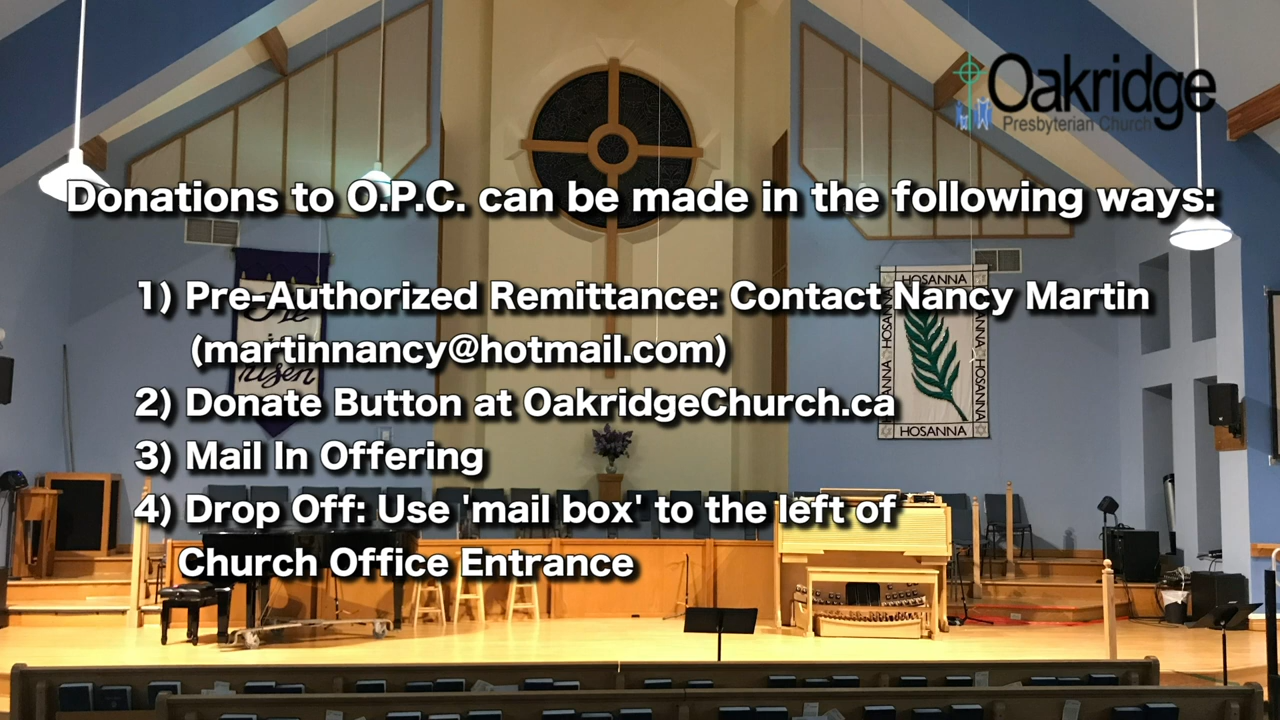 Oakridge
Presbyterian Church
Donations to O.P.C. can be made in the following ways:
1) Pre-Authorized Remittance: Contact Nancy Martin
(martinnancy@hotmail.com)
2) Donate Button at OakridgeChurch.ca
3) Mail In Offering
4) Drop Off: Use 'mail box' to the left of
Church Office Entrance
risen
HOSANNA
HOSANNA
HOSANNA
HOSANNA
HOSANNA